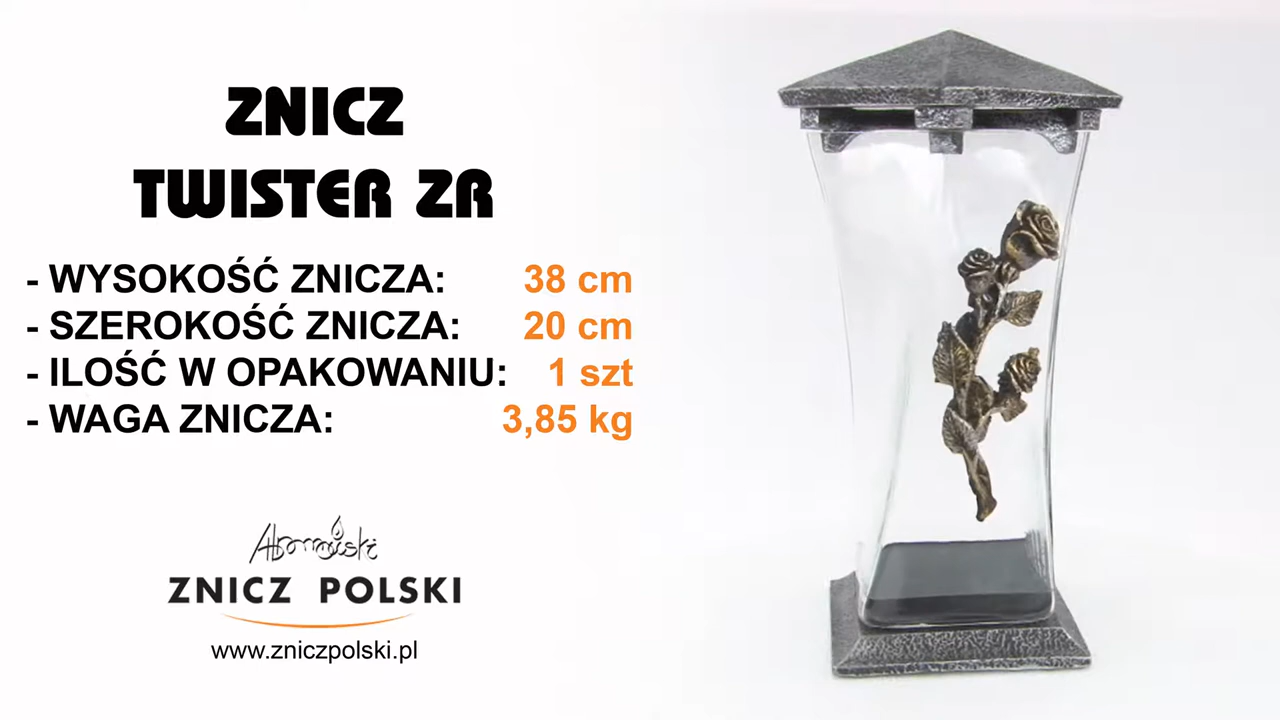 ZNICZ
TWISTER ZR
- WYSOKOŚĆ ZNICZA: 38 cm
- SZEROKOŚĆ ZNICZA: 20 cm
- ILOŚĆ W OPAKOWANIU: 1 szt
- WAGA ZNICZA: 3,85 kg
ZNICZ POLSKI
www.zniczpolski.pl